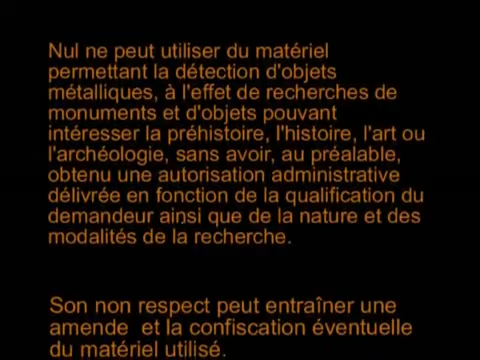 Nul ne peut utiliser du matériel
permettant la détection d'objets
métalliques, à l'effet de recherches de
monuments et d'objets pouvant
intéresser la préhistoire, l'histoire, l'art ou
l'archéologie, sans avoir, au préalable,
obtenu une autorisation administrative
délivrée en fonction de la qualification du
demandeur ainsi que de la nature et des
modalités de la recherche.
Son non respect peut entraîner une
amende et la confiscation éventuelle
du matériel utilisé.